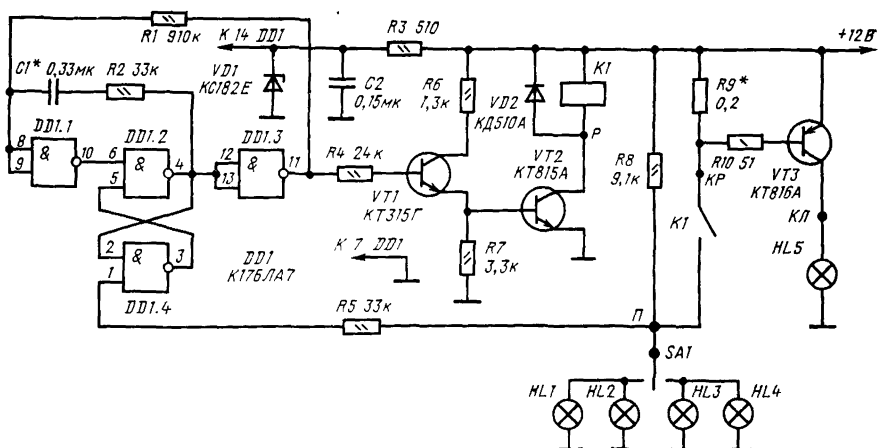 R1 910к
К 14 DD1
R3 510
+12В
C1* 0,33мк
R2 33к
VD1
КС182Е
C2
0,15мк
R6
1,3к
VD2
КД510А
К1
R9*
0,2
DD1.1
DD1.2
DD1.3
8
9
&
10
6
5
&
4
12
13
&
11
R4 24к
VT1
КТ315Г
Р
VT2
КТ815А
R8
9,1к
R10 51
КР
VT3
КТ816А
К1
КЛ
HL5
2
1
&
3
DD1.4
DD1
К176ЛА7
К 7 DD1
R7
3,3к
R5 33к
П
SA1
HL1
HL2
HL3
HL4